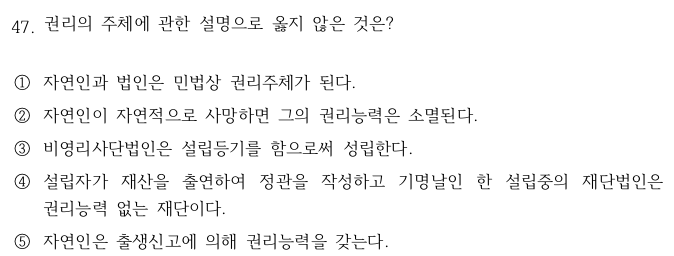 47. 권리의 주체에 관한 설명으로 옳지 않은 것은?
① 자연인과 법인은 민법상 권리주체가 된다.
② 자연인이 자연적으로 사망하면 그의 권리능력은 소멸된다.
③ 비영리사단법인은 설립등기를 함으로써 성립한다.
④ 설립자가 재산을 출연하여 정관을 작성하고 기명날인 한 설립중의 재단법인은
권리능력 없는 재단이다.
⑤ 자연인은 출생신고에 의해 권리능력을 갖는다.